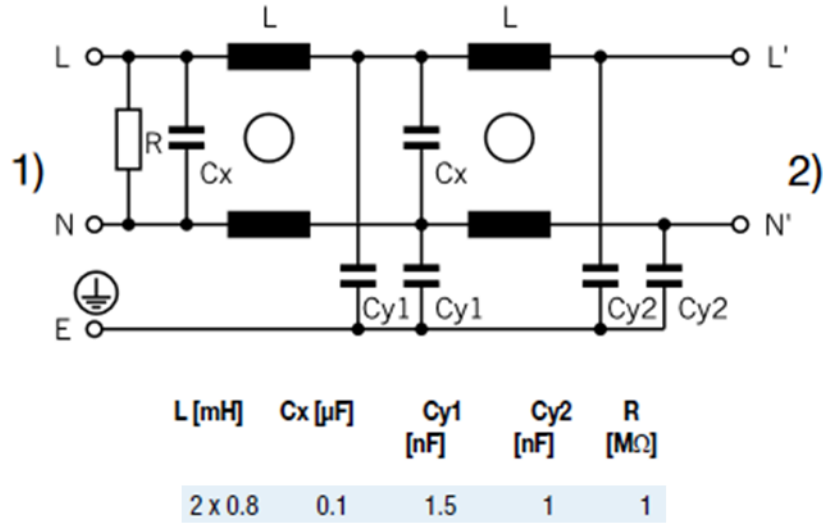 L L
L L'
R
1) Cx Cx 2)
N N'
E Cy1 Cy1 Cy2 Cy2
L [mH] Cx [µF] Cy1 Cy2 R
[nF] [nF] [MΩ]
2 x 0.8 0.1 1.5 1 1